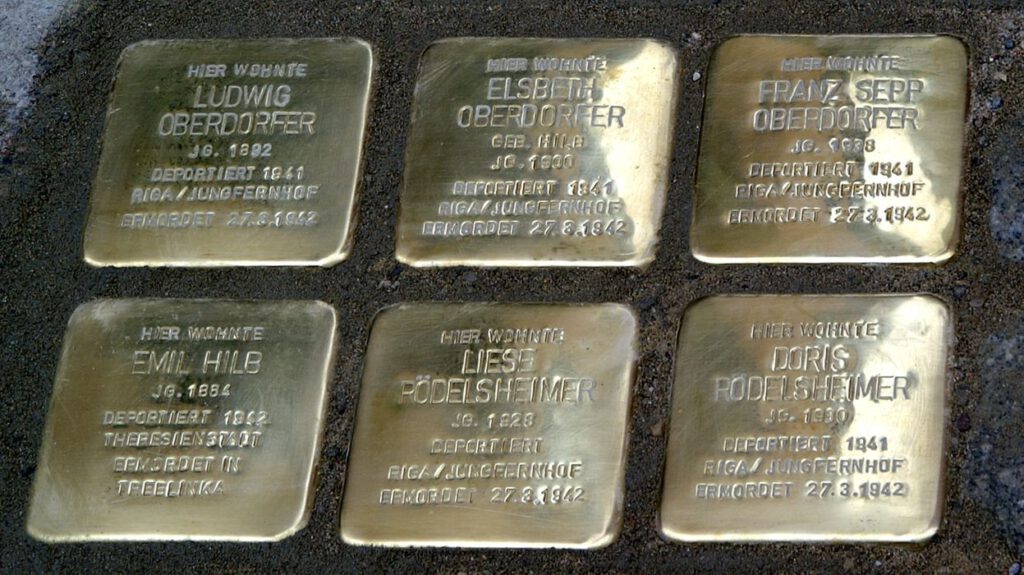 HIER WOHNTE
LUDWIG
OBERDORFER
JG. 1892
DEPORTIERT 1941
RIGA/JUNGFERNHOF
ERMORDET 27.3.1942
HIER WOHNTE
ELSBETH
OBERDORFER
GEB. HILB
JG. 1900
DEPORTIERT 1941
RIGA/JUNGFERNHOF
ERMORDET 27.3.1942
HIER WOHNTE
FRANZ SEPP
OBERDORFER
JG. 1938
DEPORTIERT 1941
RIGA/JUNGFERNHOF
ERMORDET 27.3.1942
HIER WOHNTE
EMIL HILB
JG. 1884
DEPORTIERT 1942
THERESIENSTADT
ERMORDET IN
TREBLINKA
HIER WOHNTE
LIESE
RÖDELSHEIMER
JG. 1928
DEPORTIERT
RIGA/JUNGFERNHOF
ERMORDET 27.3.1942
HIER WOHNTE
DORIS
RÖDELSHEIMER
JG. 1930
DEPORTIERT 1941
RIGA/JUNGFERNHOF
ERMORDET 27.3.1942